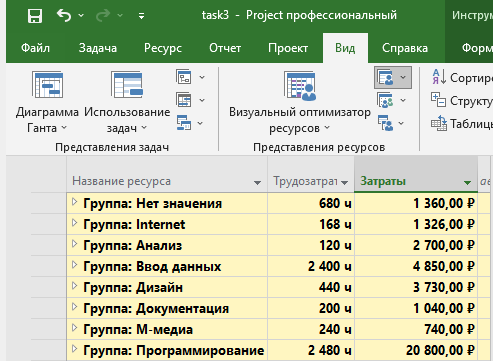 task3 - Project профессиональный
Инстру
Файл Задача Ресурс Отчет Проект Вид Справка Форм
Диаграмма Ганта Использование задач
Представления задач
Визуальный оптимизатор ресурсов
Представления ресурсов
Сортиро
Структу
Таблицы
Название ресурса Трудозатрат Затраты
Группа: Нет значения 680 ч 1 360,00 ₽
Группа: Internet 168 ч 1 326,00 ₽
Группа: Анализ 120 ч 2 700,00 ₽
Группа: Ввод данных 2 400 ч 4 850,00 ₽
Группа: Дизайн 440 ч 3 730,00 ₽
Группа: Документация 200 ч 1 040,00 ₽
Группа: М-медиа 240 ч 740,00 ₽
Группа: Программирование 2 480 ч 20 800,00 ₽